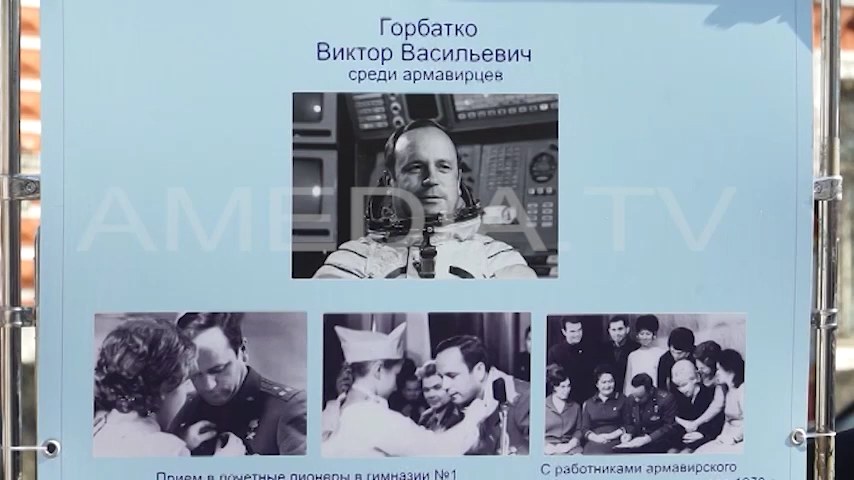 Горбатко
Виктор Васильевич
среди армавирцев
AMEDIA.TV
Прием в почетные пионеры в гимназии №1
С работниками армавирского